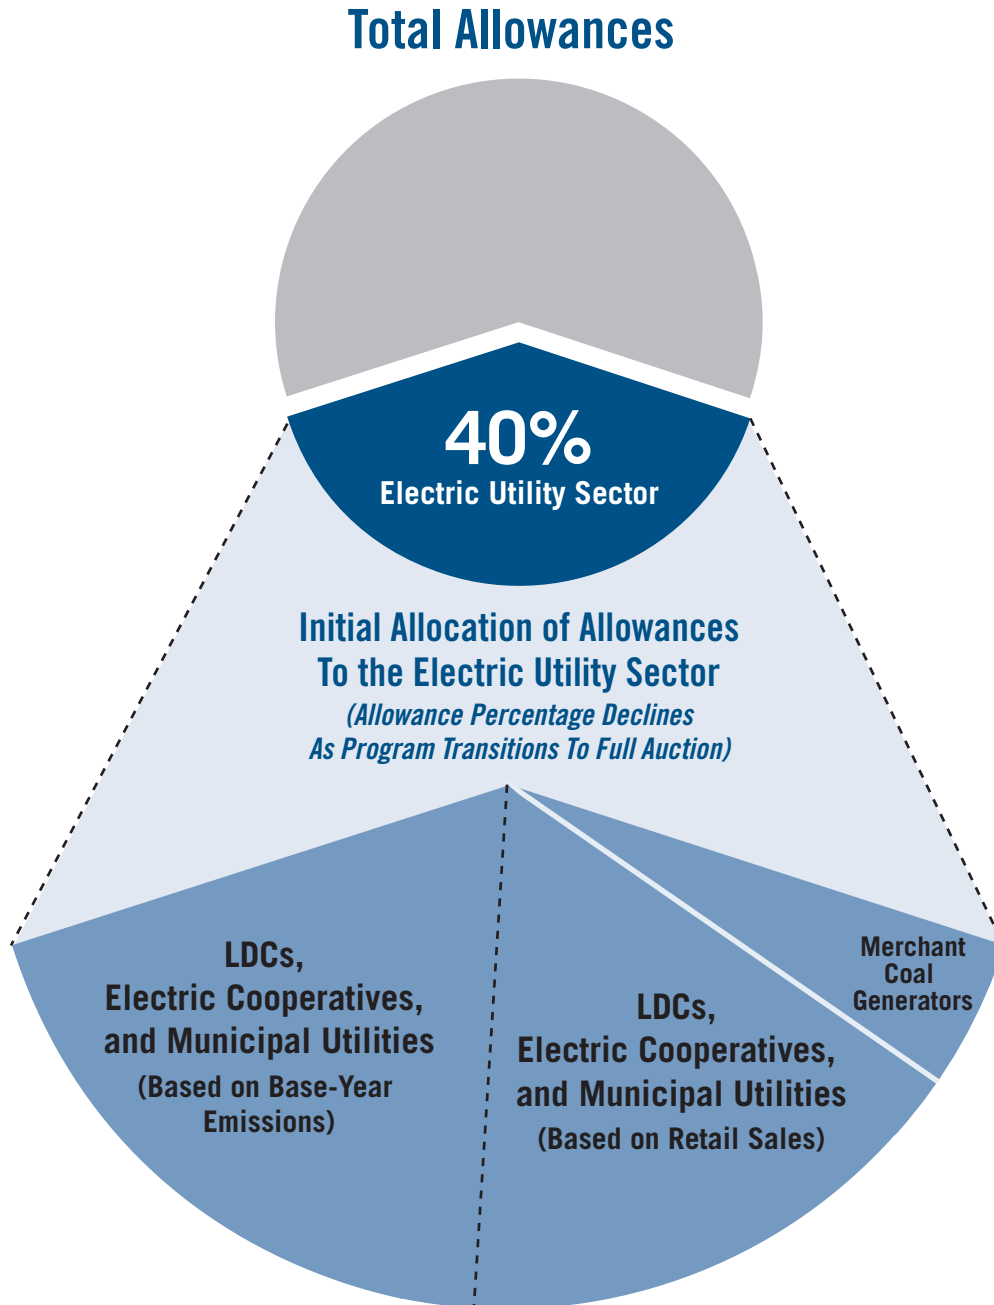 Total Allowances
40%
Electric Utility Sector
Initial Allocation of Allowances
To the Electric Utility Sector
(Allowance Percentage Declines
As Program Transitions To Full Auction)
LDCs,
Electric Cooperatives,
and Municipal Utilities
(Based on Base-Year
Emissions)
LDCs,
Electric Cooperatives,
and Municipal Utilities
(Based on Retail Sales)
Merchant
Coal
Generators